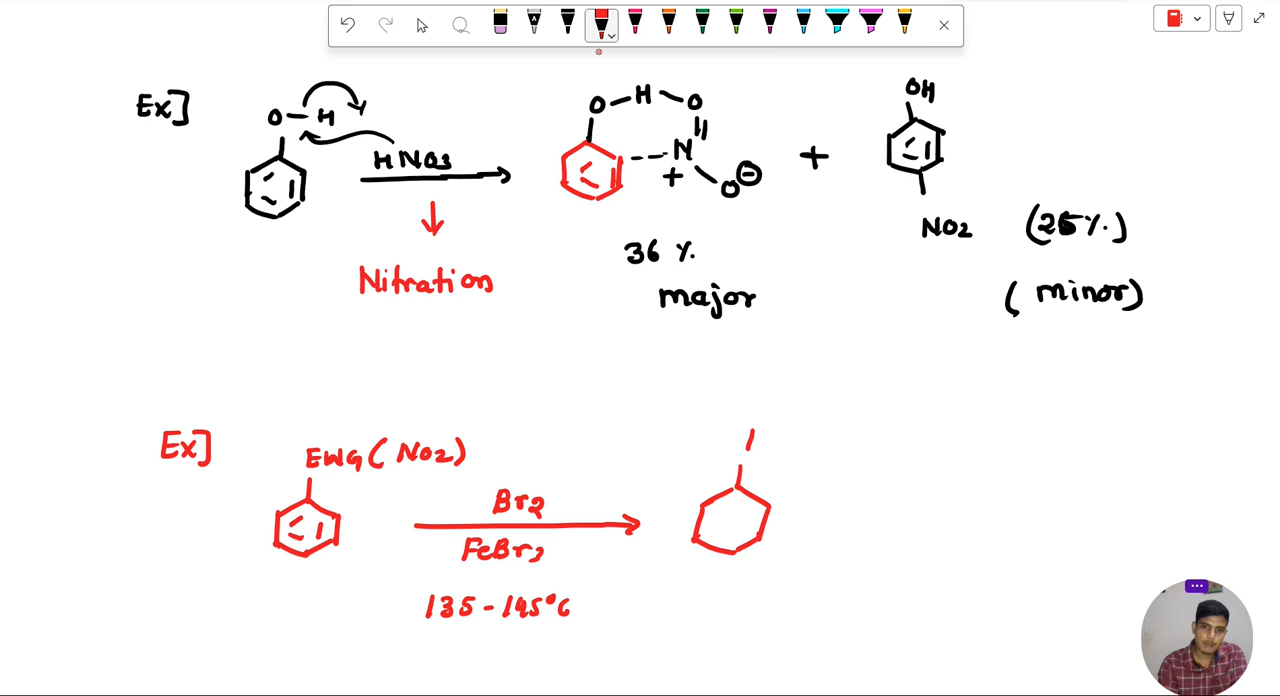 Ex]
O-H
HNO3
Nitration
O-H-O
N
+
O⊖
36 %.
major
+
OH
NO2
(25%.)
(minor)
Ex]
EWG (NO2)
Br2
FeBr3
135-145°C